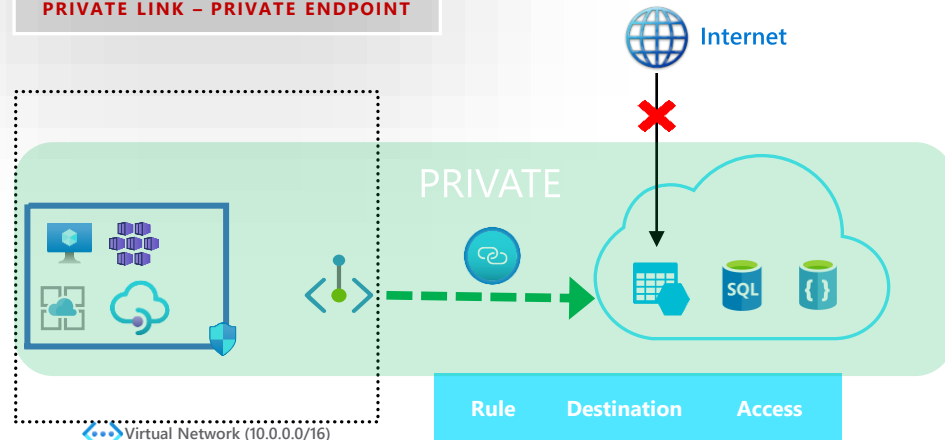 PRIVATE LINK – PRIVATE ENDPOINT
Internet
PRIVATE
SQL
{ }
Rule Destination Access
Virtual Network (10.0.0.0/16)